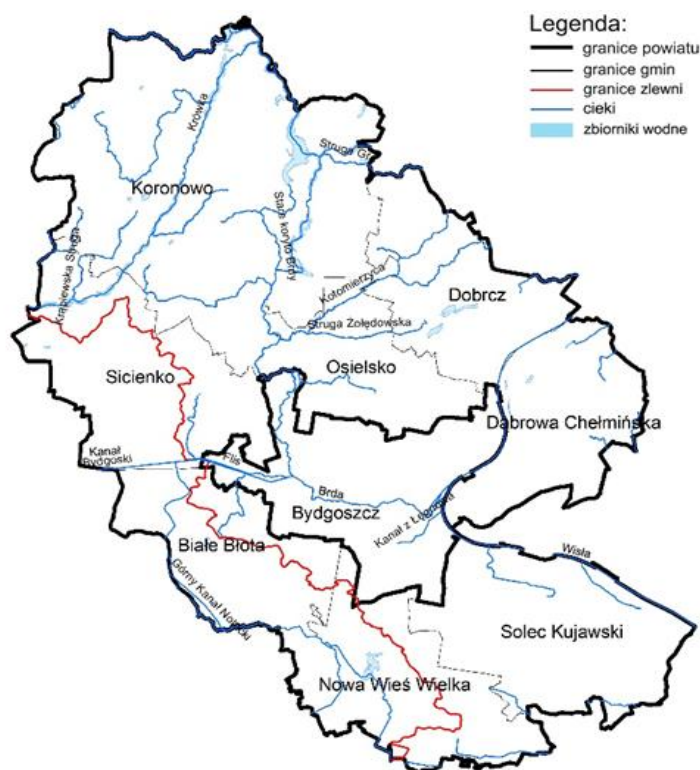 Legenda:
granice powiatu
granice gmin
granice zlewni
cieki
zbiorniki wodne
Krówka
Struga Gr
Koronowo
Stare koryto Brdy
Krąpiewska Struga
Kotomierzyca
Dobrcz
Struga Żołędowska
Osielsko
Sicienko
Dąbrowa Chełmińska
Kanał
Bydgoski
Flis
Brda
Bydgoszcz
Kanał z Łęgnowa
Białe Błota
Wisła
Górny Kanał Notecki
Solec Kujawski
Nowa Wieś Wielka